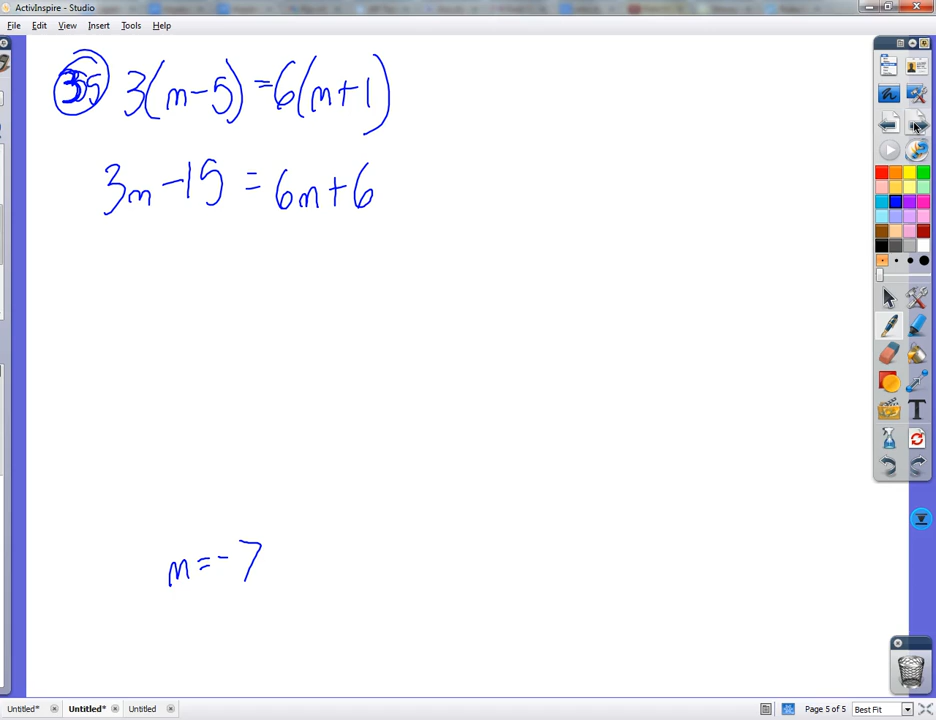 ActivInspire - Studio
File Edit View Insert Tools Help
35 3(m-5)=6(m+1)
3m-15=6m+6
m=-7
T
Page 5 of 5 Best Fit
Untitled* Untitled* Untitled